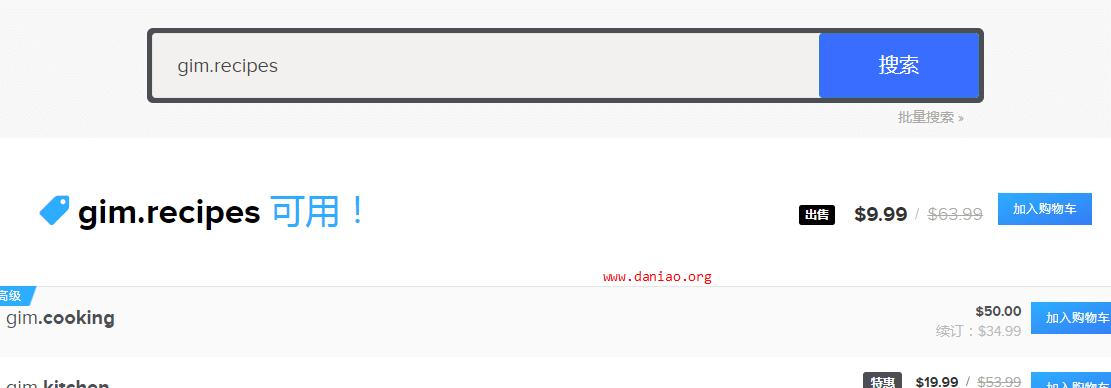 gim.recipes
搜索
批量搜索 »
gim.recipes 可用！
出售 $9.99 / $63.99 加入购物车
www.daniao.org
高级
gim.cooking
$50.00
续订：$34.99
加入购物车
gim.kitchen
特惠 $19.99 / $53.99 加入购物车